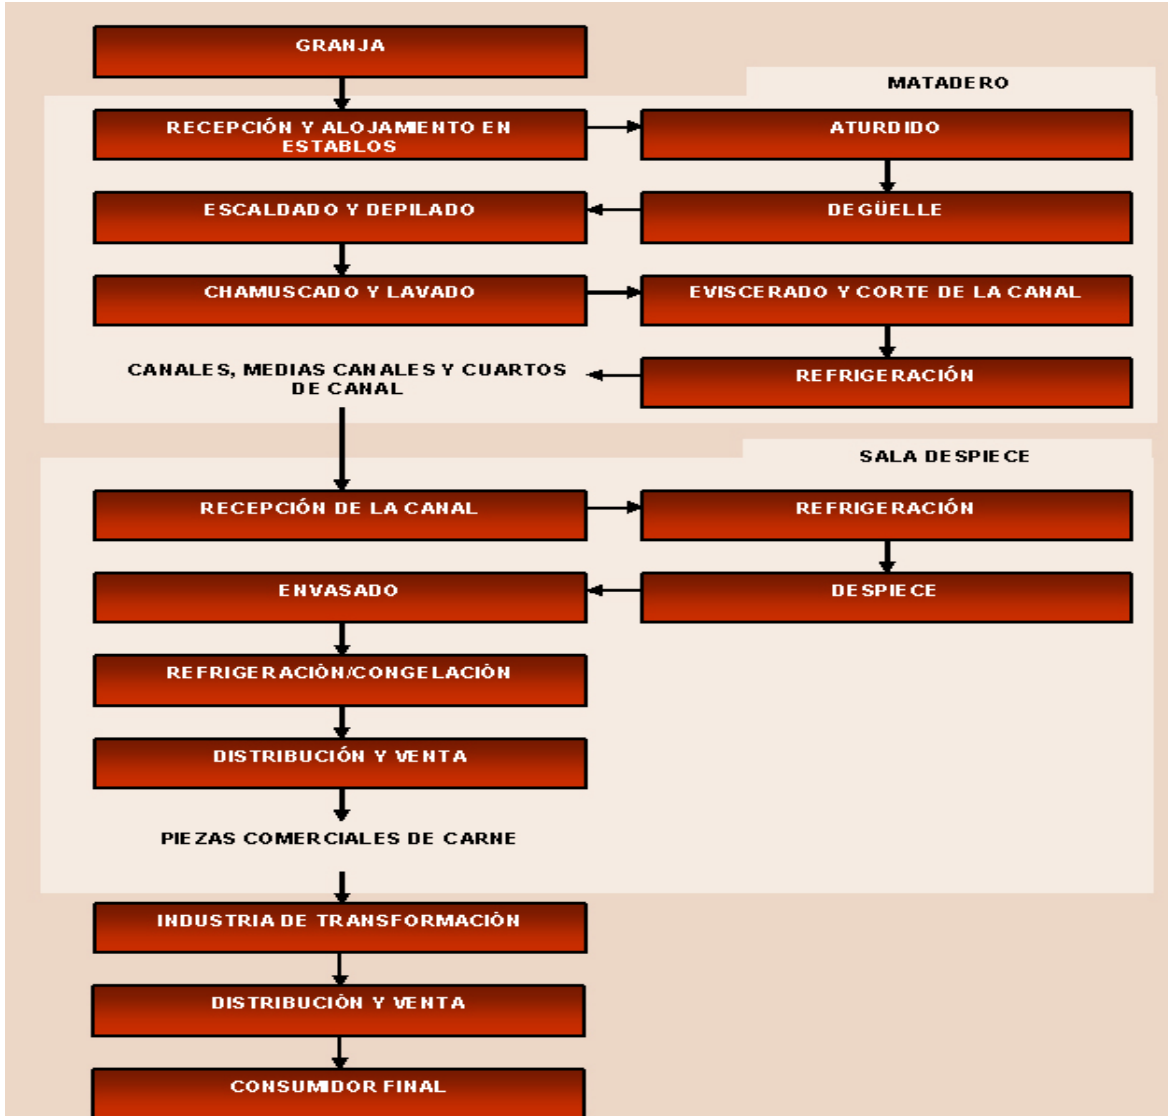 GRANJA
MATADERO
RECEPCIÓN Y ALOJAMIENTO EN
ESTABLOS
ATURDIDO
ESCALDADO Y DEPILADO
DEGÜELLE
CHAMUSCADO Y LAVADO
EVISCERADO Y CORTE DE LA CANAL
CANALES, MEDIAS CANALES Y CUARTOS
DE CANAL
REFRIGERACIÓN
SALA DESPIECE
RECEPCIÓN DE LA CANAL
REFRIGERACIÓN
ENVASADO
DESPIECE
REFRIGERACIÓN/CONGELACIÓN
DISTRIBUCIÓN Y VENTA
PIEZAS COMERCIALES DE CARNE
INDUSTRIA DE TRANSFORMACIÓN
DISTRIBUCIÓN Y VENTA
CONSUMIDOR FINAL